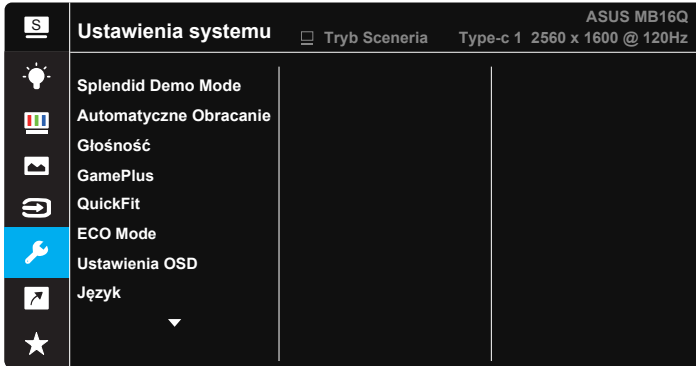 S
Ustawienia systemu
ASUS MB16Q
Tryb Sceneria Type-c 1 2560 x 1600 @ 120Hz
Splendid Demo Mode
Automatyczne Obracanie
Głośność
GamePlus
QuickFit
ECO Mode
Ustawienia OSD
Język